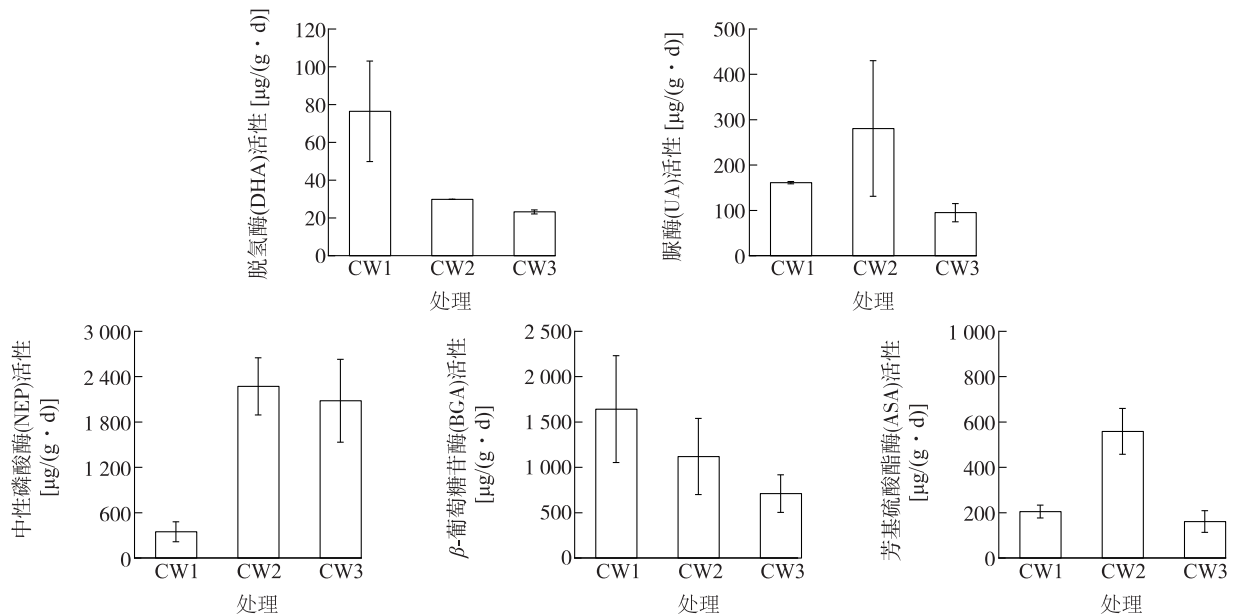 脱氢酶(DHA)活性 [μg/(g·d)]
120
100
80
60
40
20
0
CW1 CW2 CW3
处理
脲酶(UA)活性 [μg/(g·d)]
500
400
300
200
100
0
CW1 CW2 CW3
处理
中性磷酸酶(NEP)活性
[μg/(g·d)]
3 000
2 400
1 800
1 200
600
0
CW1 CW2 CW3
处理
β-葡萄糖苷酶(BGA)活性
[μg/(g·d)]
2 500
2 000
1 500
1 000
500
0
CW1 CW2 CW3
处理
芳基硫酸酯酶(ASA)活性
[μg/(g·d)]
1 000
800
600
400
200
0
CW1 CW2 CW3
处理